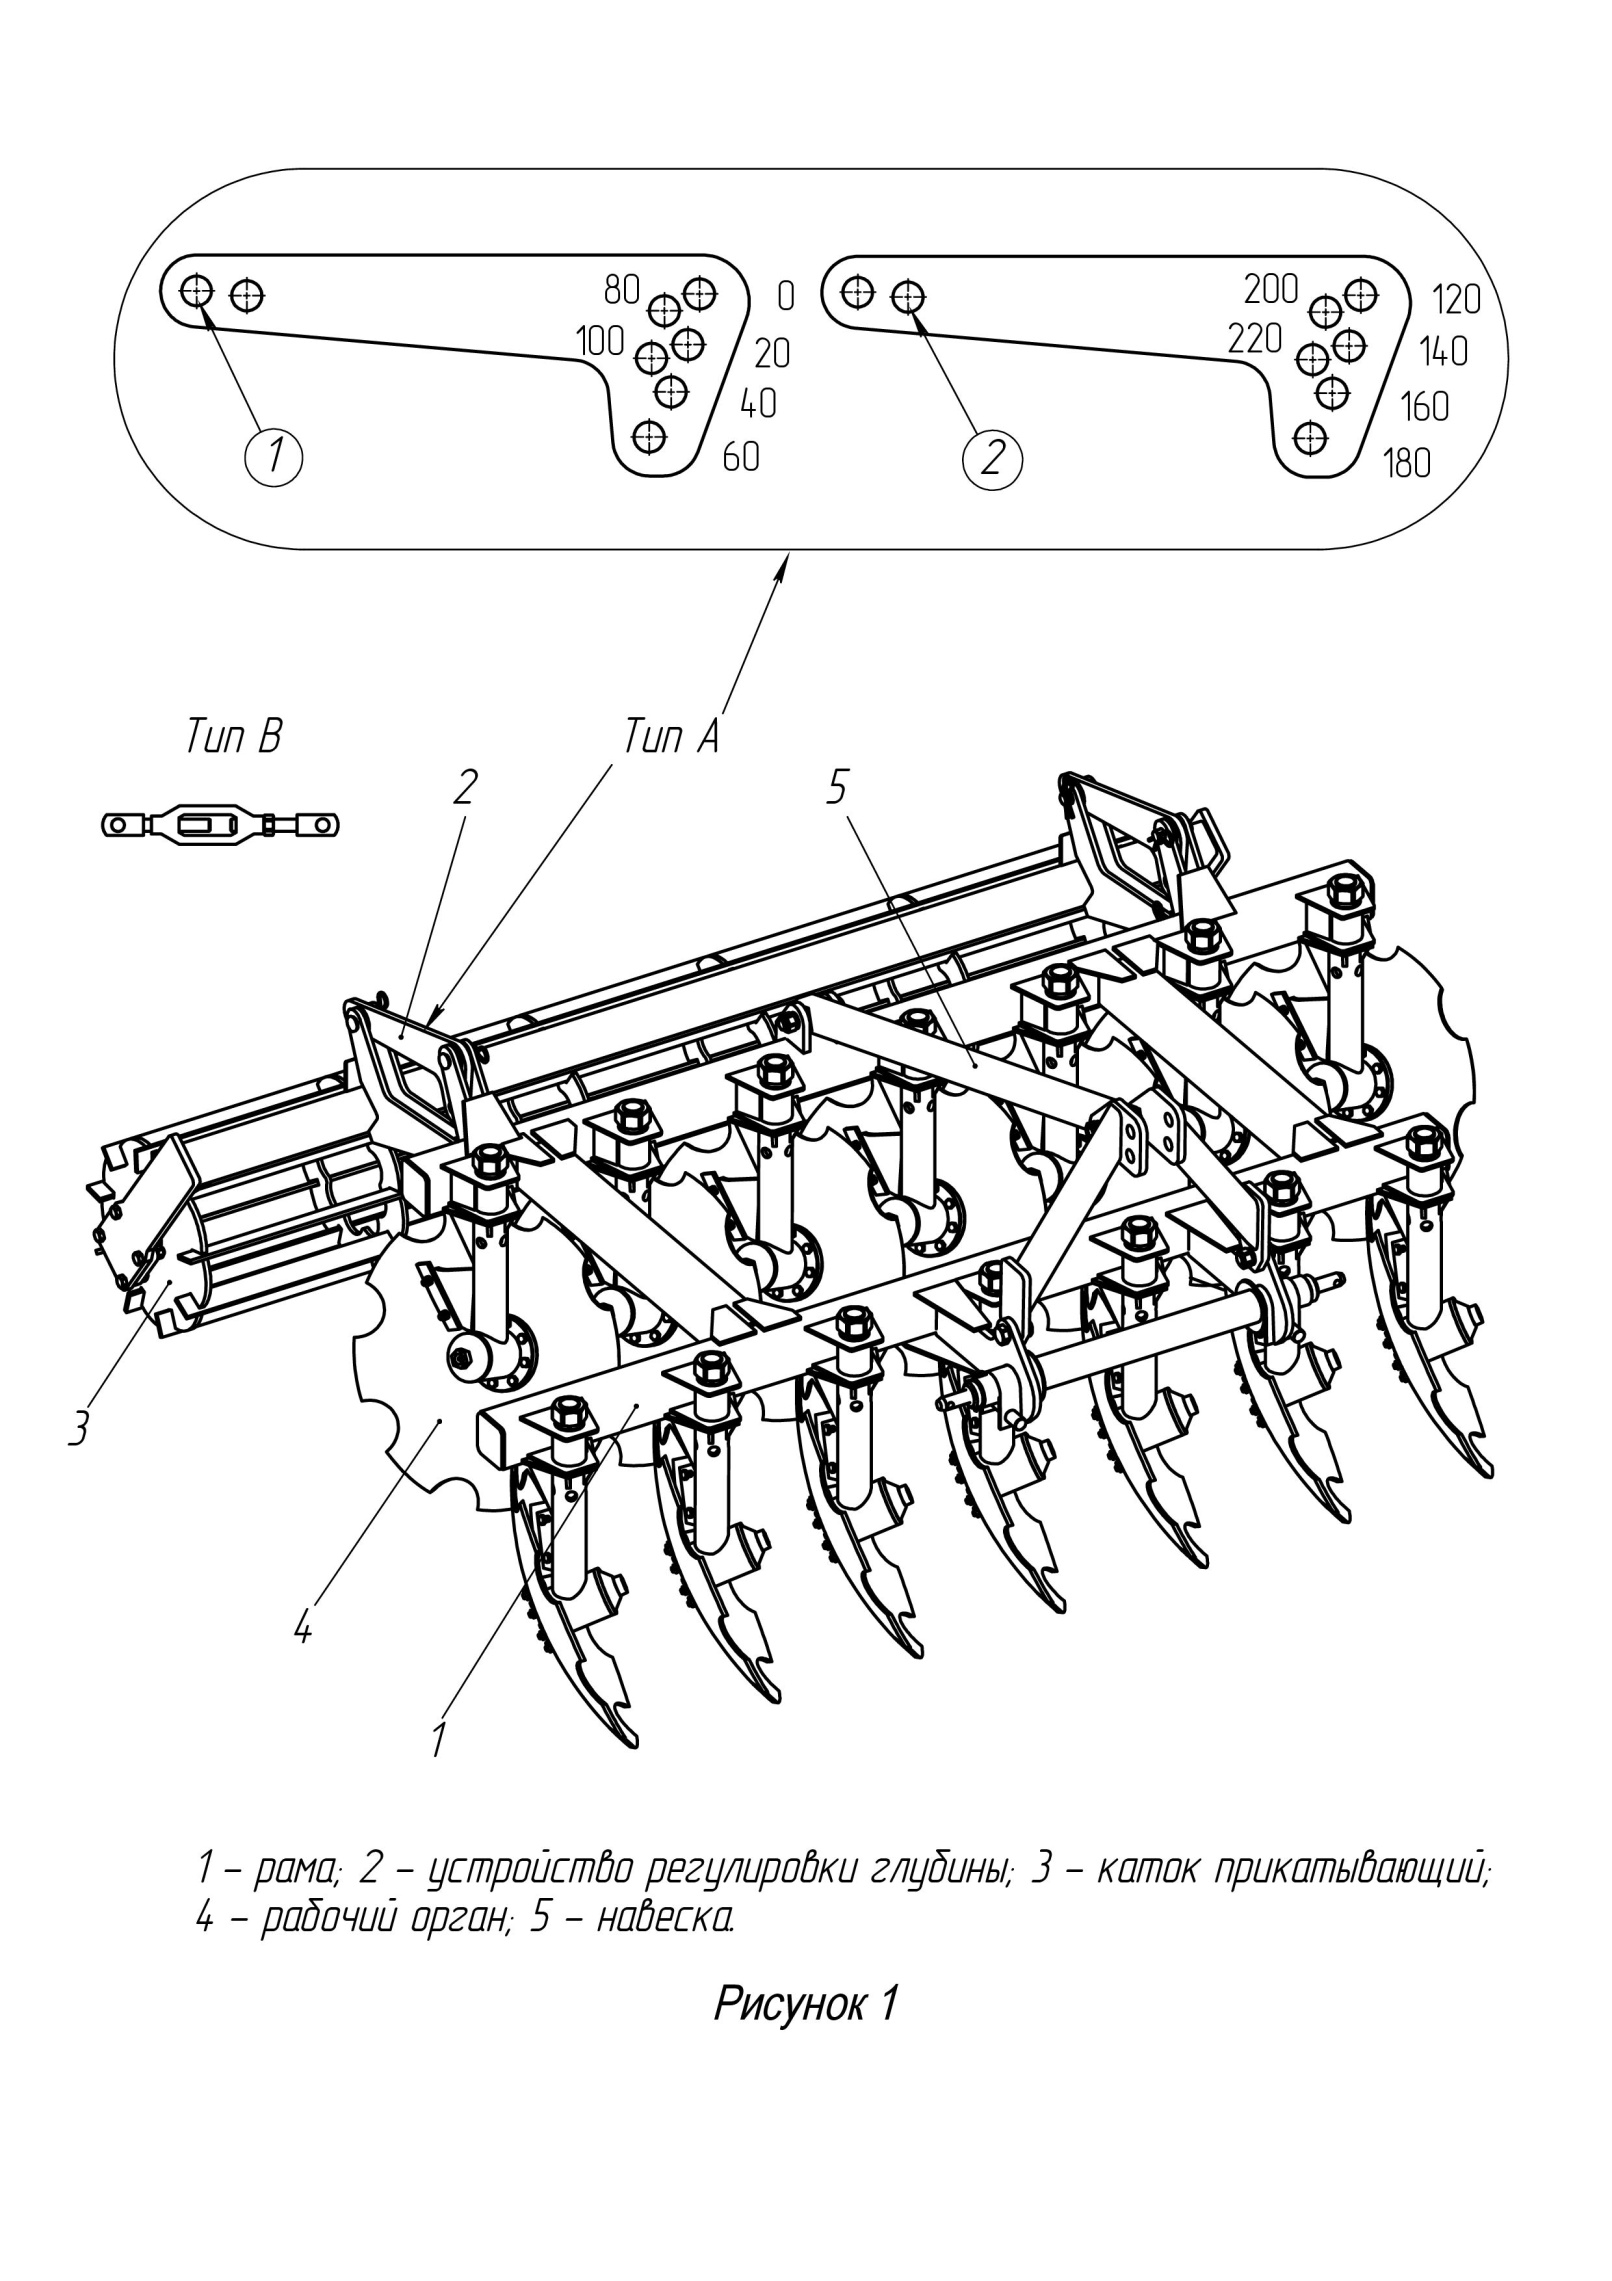 80 0 200 120
100 20 220 140
40 160
60 180
1 2
Тип В Тип А
2 5
3
4
1
1 – рама; 2 – устройство регулировки глубины; 3 – каток прикатывающий;
4 – рабочий орган; 5 – навеска.
Рисунок 1